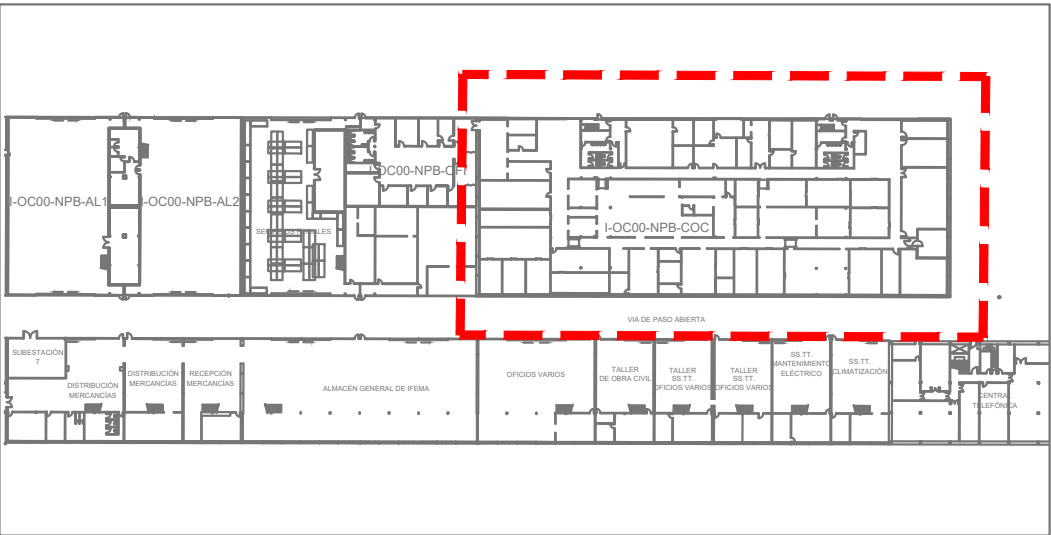 I-OC00-NPB-AL1
I-OC00-NPB-AL2
I-OC00-NPB-CFI
I-OC00-NPB-COC
VIA DE PASO ABIERTA
SUBESTACIÓN
7
DISTRIBUCIÓN
MERCANCÍAS
DISTRIBUCIÓN
MERCANCÍAS
RECEPCIÓN
MERCANCÍAS
ALMACÉN GENERAL DE IFEMA
OFICIOS VARIOS
TALLER
DE OBRA CIVIL
TALLER
SS.TT.
OFICIOS VARIOS
TALLER
SS.TT.
OFICIOS VARIOS
SS.TT.
MANTENIMIENTO
ELÉCTRICO
SS.TT.
CLIMATIZACIÓN
CENTRAL
TELEFÓNICA